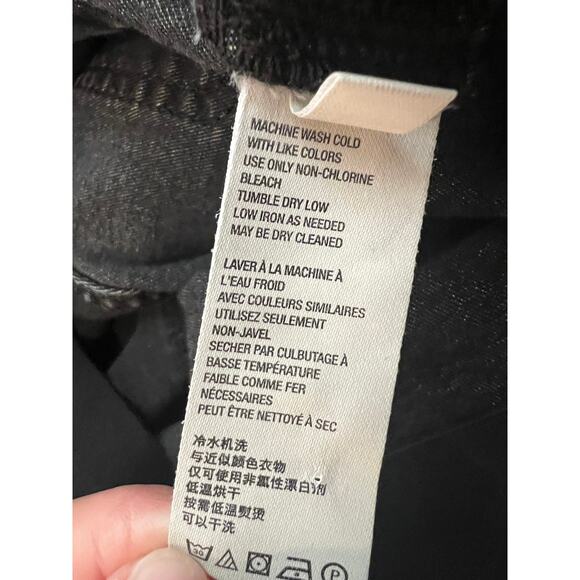 MACHINE WASH COLD
WITH LIKE COLORS
USE ONLY NON-CHLORINE
BLEACH
TUMBLE DRY LOW
LOW IRON AS NEEDED
MAY BE DRY CLEANED
LAVER À LA MACHINE À
L'EAU FROID
AVEC COULEURS SIMILAIRES
UTILISEZ SEULEMENT
NON-JAVEL
SECHER PAR CULBUTAGE À
BASSE TEMPÉRATURE
FAIBLE COMME FER
NÉCESSAIRES
PEUT ÊTRE NETTOYÉ À SEC
冷水机洗
与近似颜色衣物
仅可使用非氯性漂白剂
低温烘干
按需低温熨烫
可以干洗
30 P